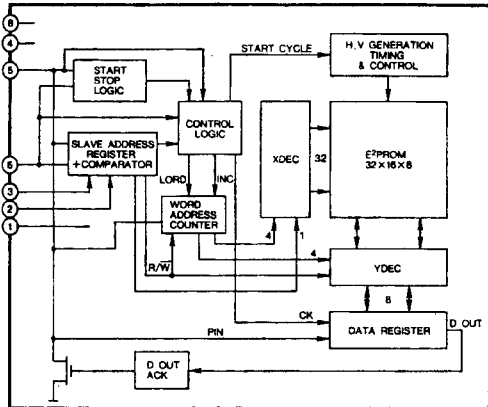 8
4
5
6
3
2
1
START
STOP
LOGIC
START CYCLE
H.V GENERATION
TIMING
& CONTROL
CONTROL
LOGIC
SLAVE ADDRESS
REGISTER
+COMPARATOR
XDEC
32
E²PROM
32×16×8
LORD
INC
WORD
ADDRESS
COUNTER
4
1
R/W̅
4
YDEC
8
CK
PIN
DATA REGISTER
D OUT
D OUT
ACK